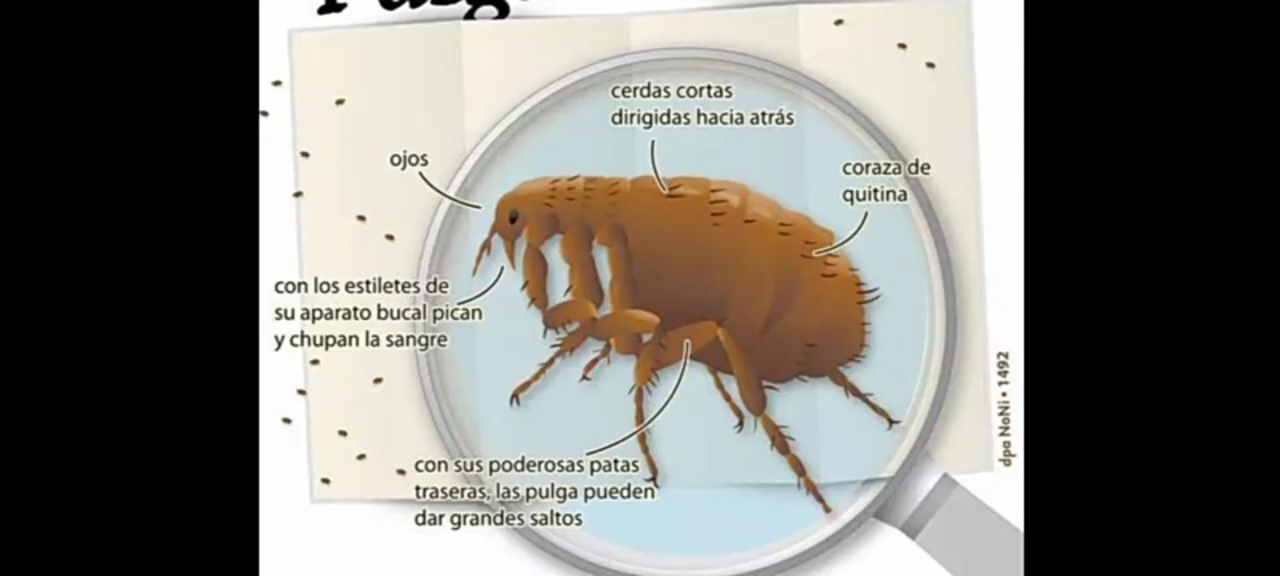 cerdas cortas
dirigidas hacia atrás
ojos
coraza de
quitina
con los estiletes de
su aparato bucal pican
y chupan la sangre
con sus poderosas patas
traseras, las pulga pueden
dar grandes saltos
dpa NoNi • 1492